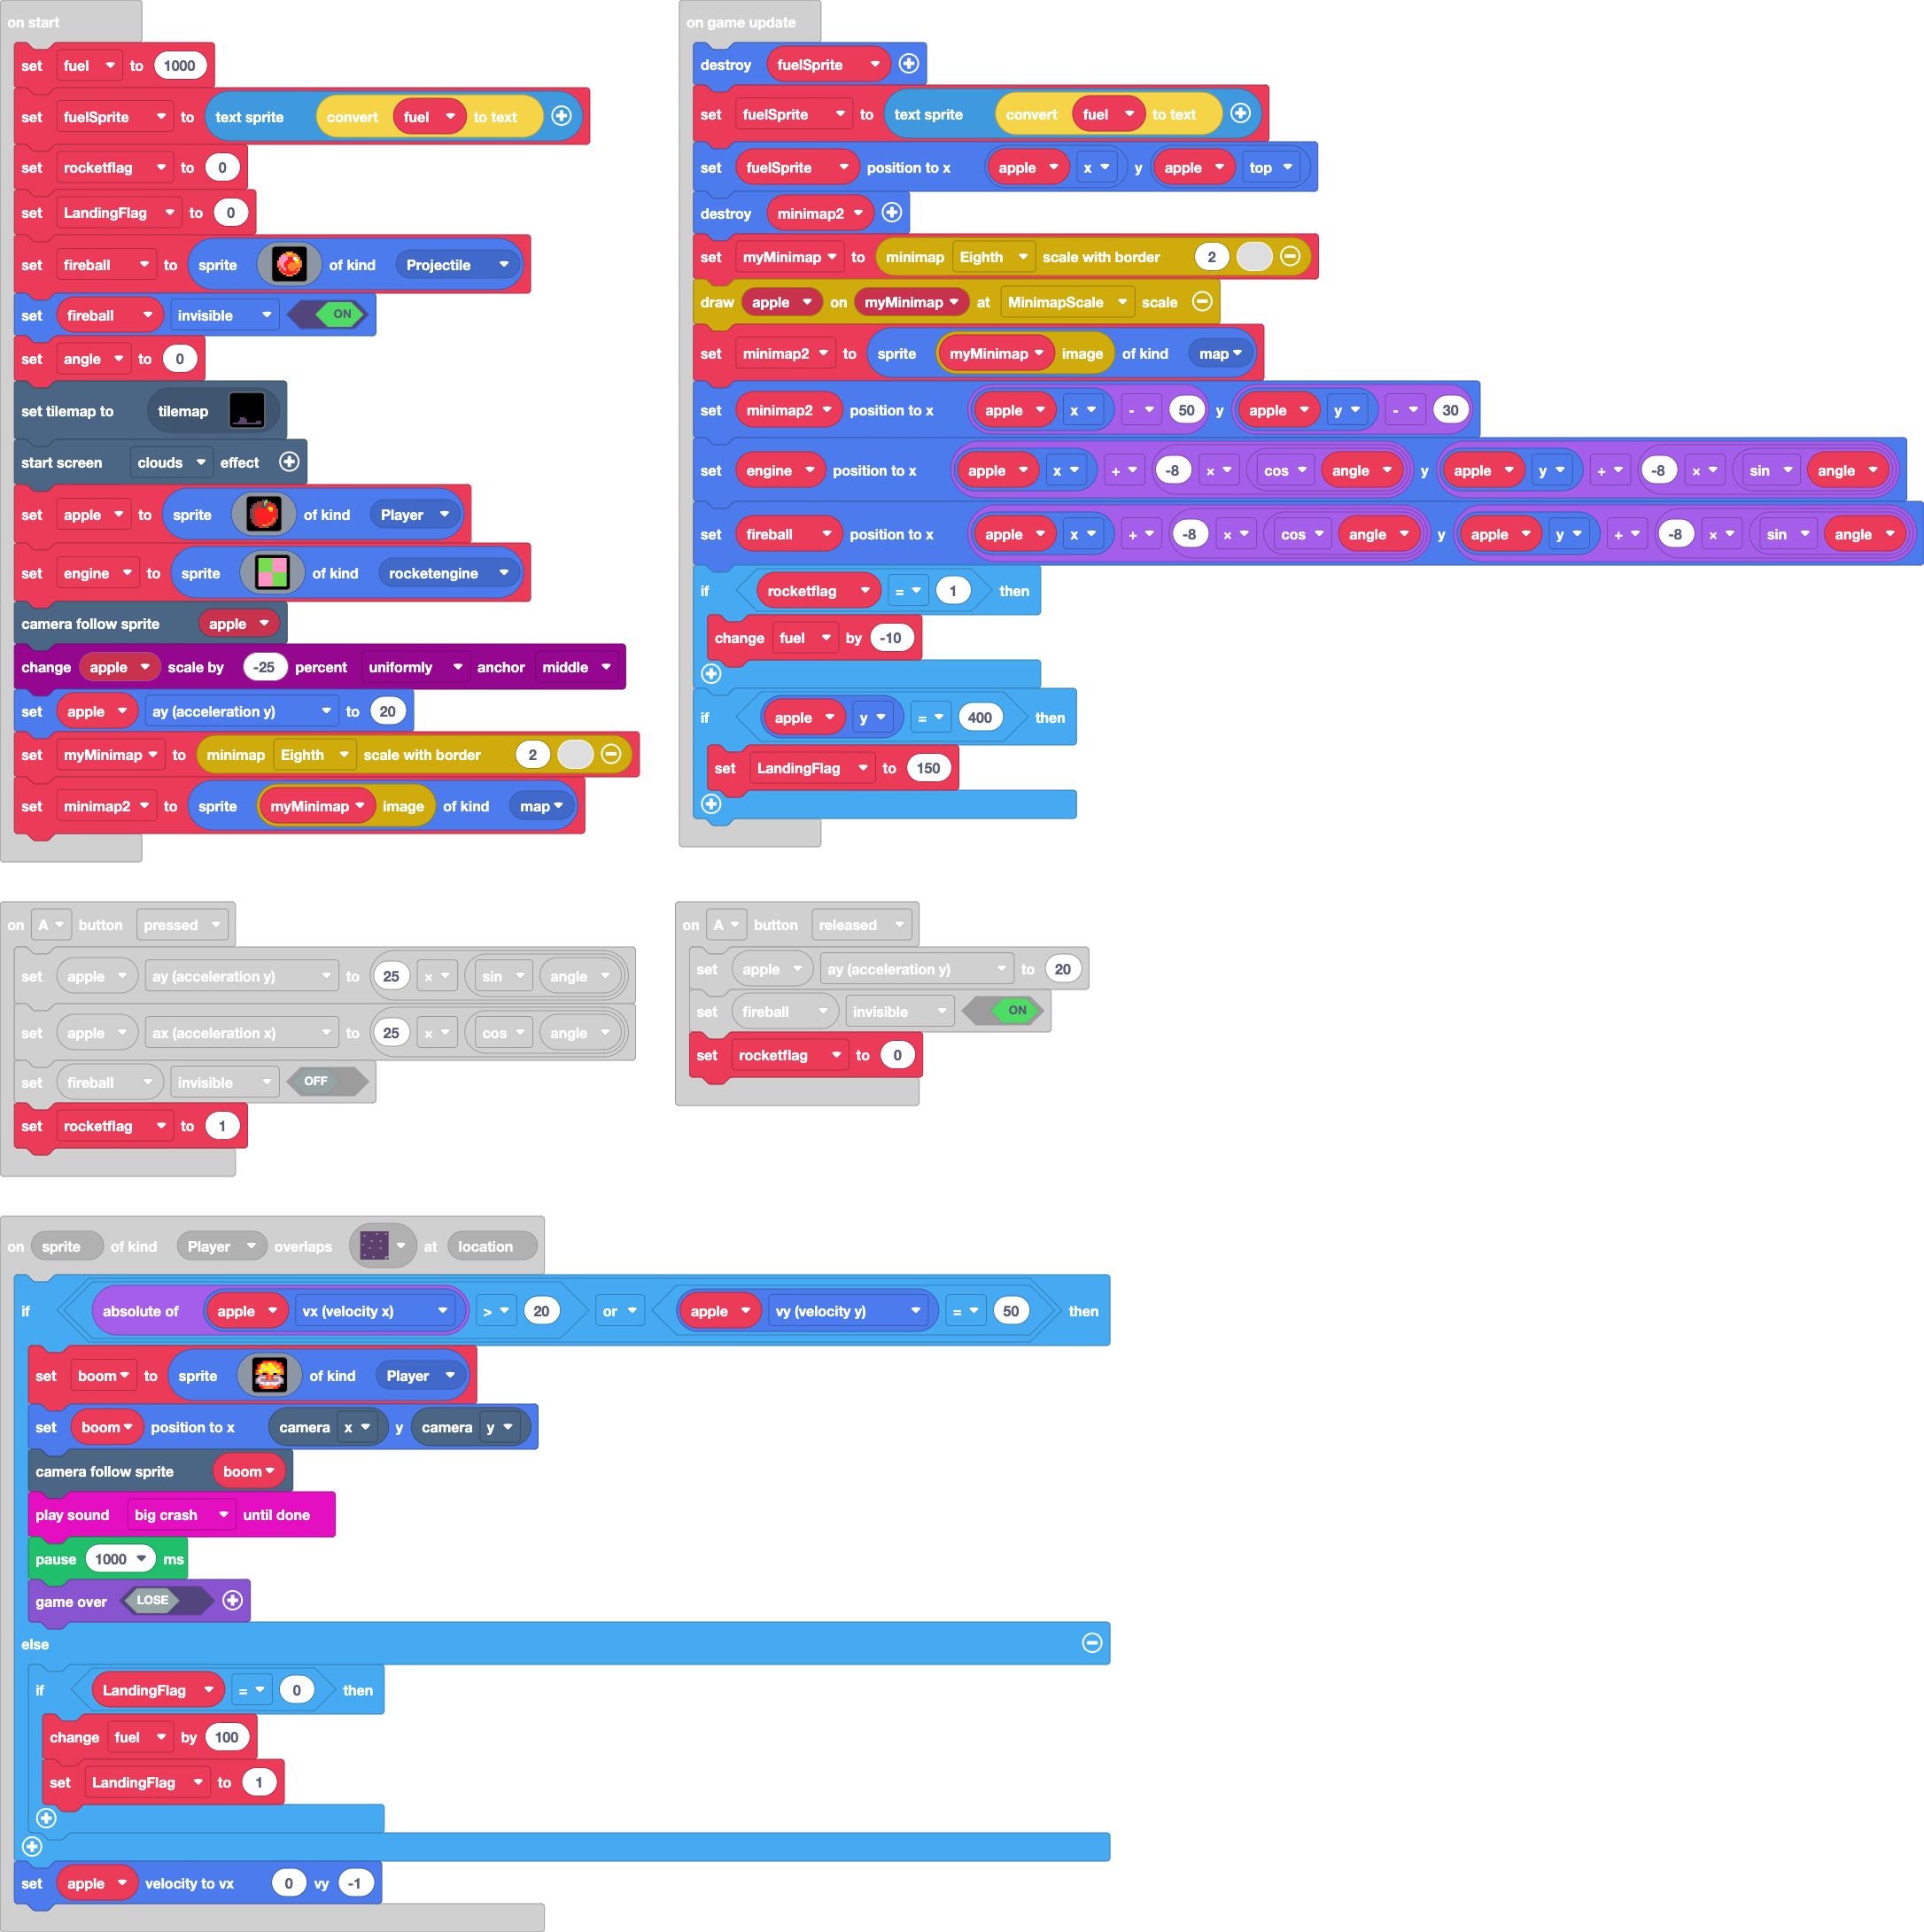 on start
set fuel to 1000
set fuelSprite to text sprite convert fuel to text
set rocketflag to 0
set LandingFlag to 0
set fireball to sprite of kind Projectile
set fireball invisible ON
set angle to 0
set tilemap to tilemap
start screen clouds effect
set apple to sprite of kind Player
set engine to sprite of kind rocketengine
camera follow sprite apple
change apple scale by -25 percent uniformly anchor middle
set apple ay (acceleration y) to 20
set myMinimap to minimap Eighth scale with border 2
set minimap2 to sprite myMinimap image of kind map
on game update
destroy fuelSprite
set fuelSprite to text sprite convert fuel to text
set fuelSprite position to x apple x y apple top
destroy minimap2
set myMinimap to minimap Eighth scale with border 2
draw apple on myMinimap at MinimapScale scale
set minimap2 to sprite myMinimap image of kind map
set minimap2 position to x apple x - 50 y apple y - 30
set engine position to x apple x + -8 × cos angle y apple y + -8 × sin angle
set fireball position to x apple x + -8 × cos angle y apple y + -8 × sin angle
if rocketflag = 1 then
change fuel by -10
if apple y = 400 then
set LandingFlag to 150
on A button pressed
set apple ay (acceleration y) to 25 × sin angle
set apple ax (acceleration x) to 25 × cos angle
set fireball invisible OFF
set rocketflag to 1
on A button released
set apple ay (acceleration y) to 20
set fireball invisible ON
set rocketflag to 0
on sprite of kind Player overlaps at location
if absolute of apple vx (velocity x) > 20 or apple vy (velocity y) = 50 then
set boom to sprite of kind Player
set boom position to x camera x y camera y
camera follow sprite boom
play sound big crash until done
pause 1000 ms
game over LOSE
else
if LandingFlag = 0 then
change fuel by 100
set LandingFlag to 1
set apple velocity to vx 0 vy -1